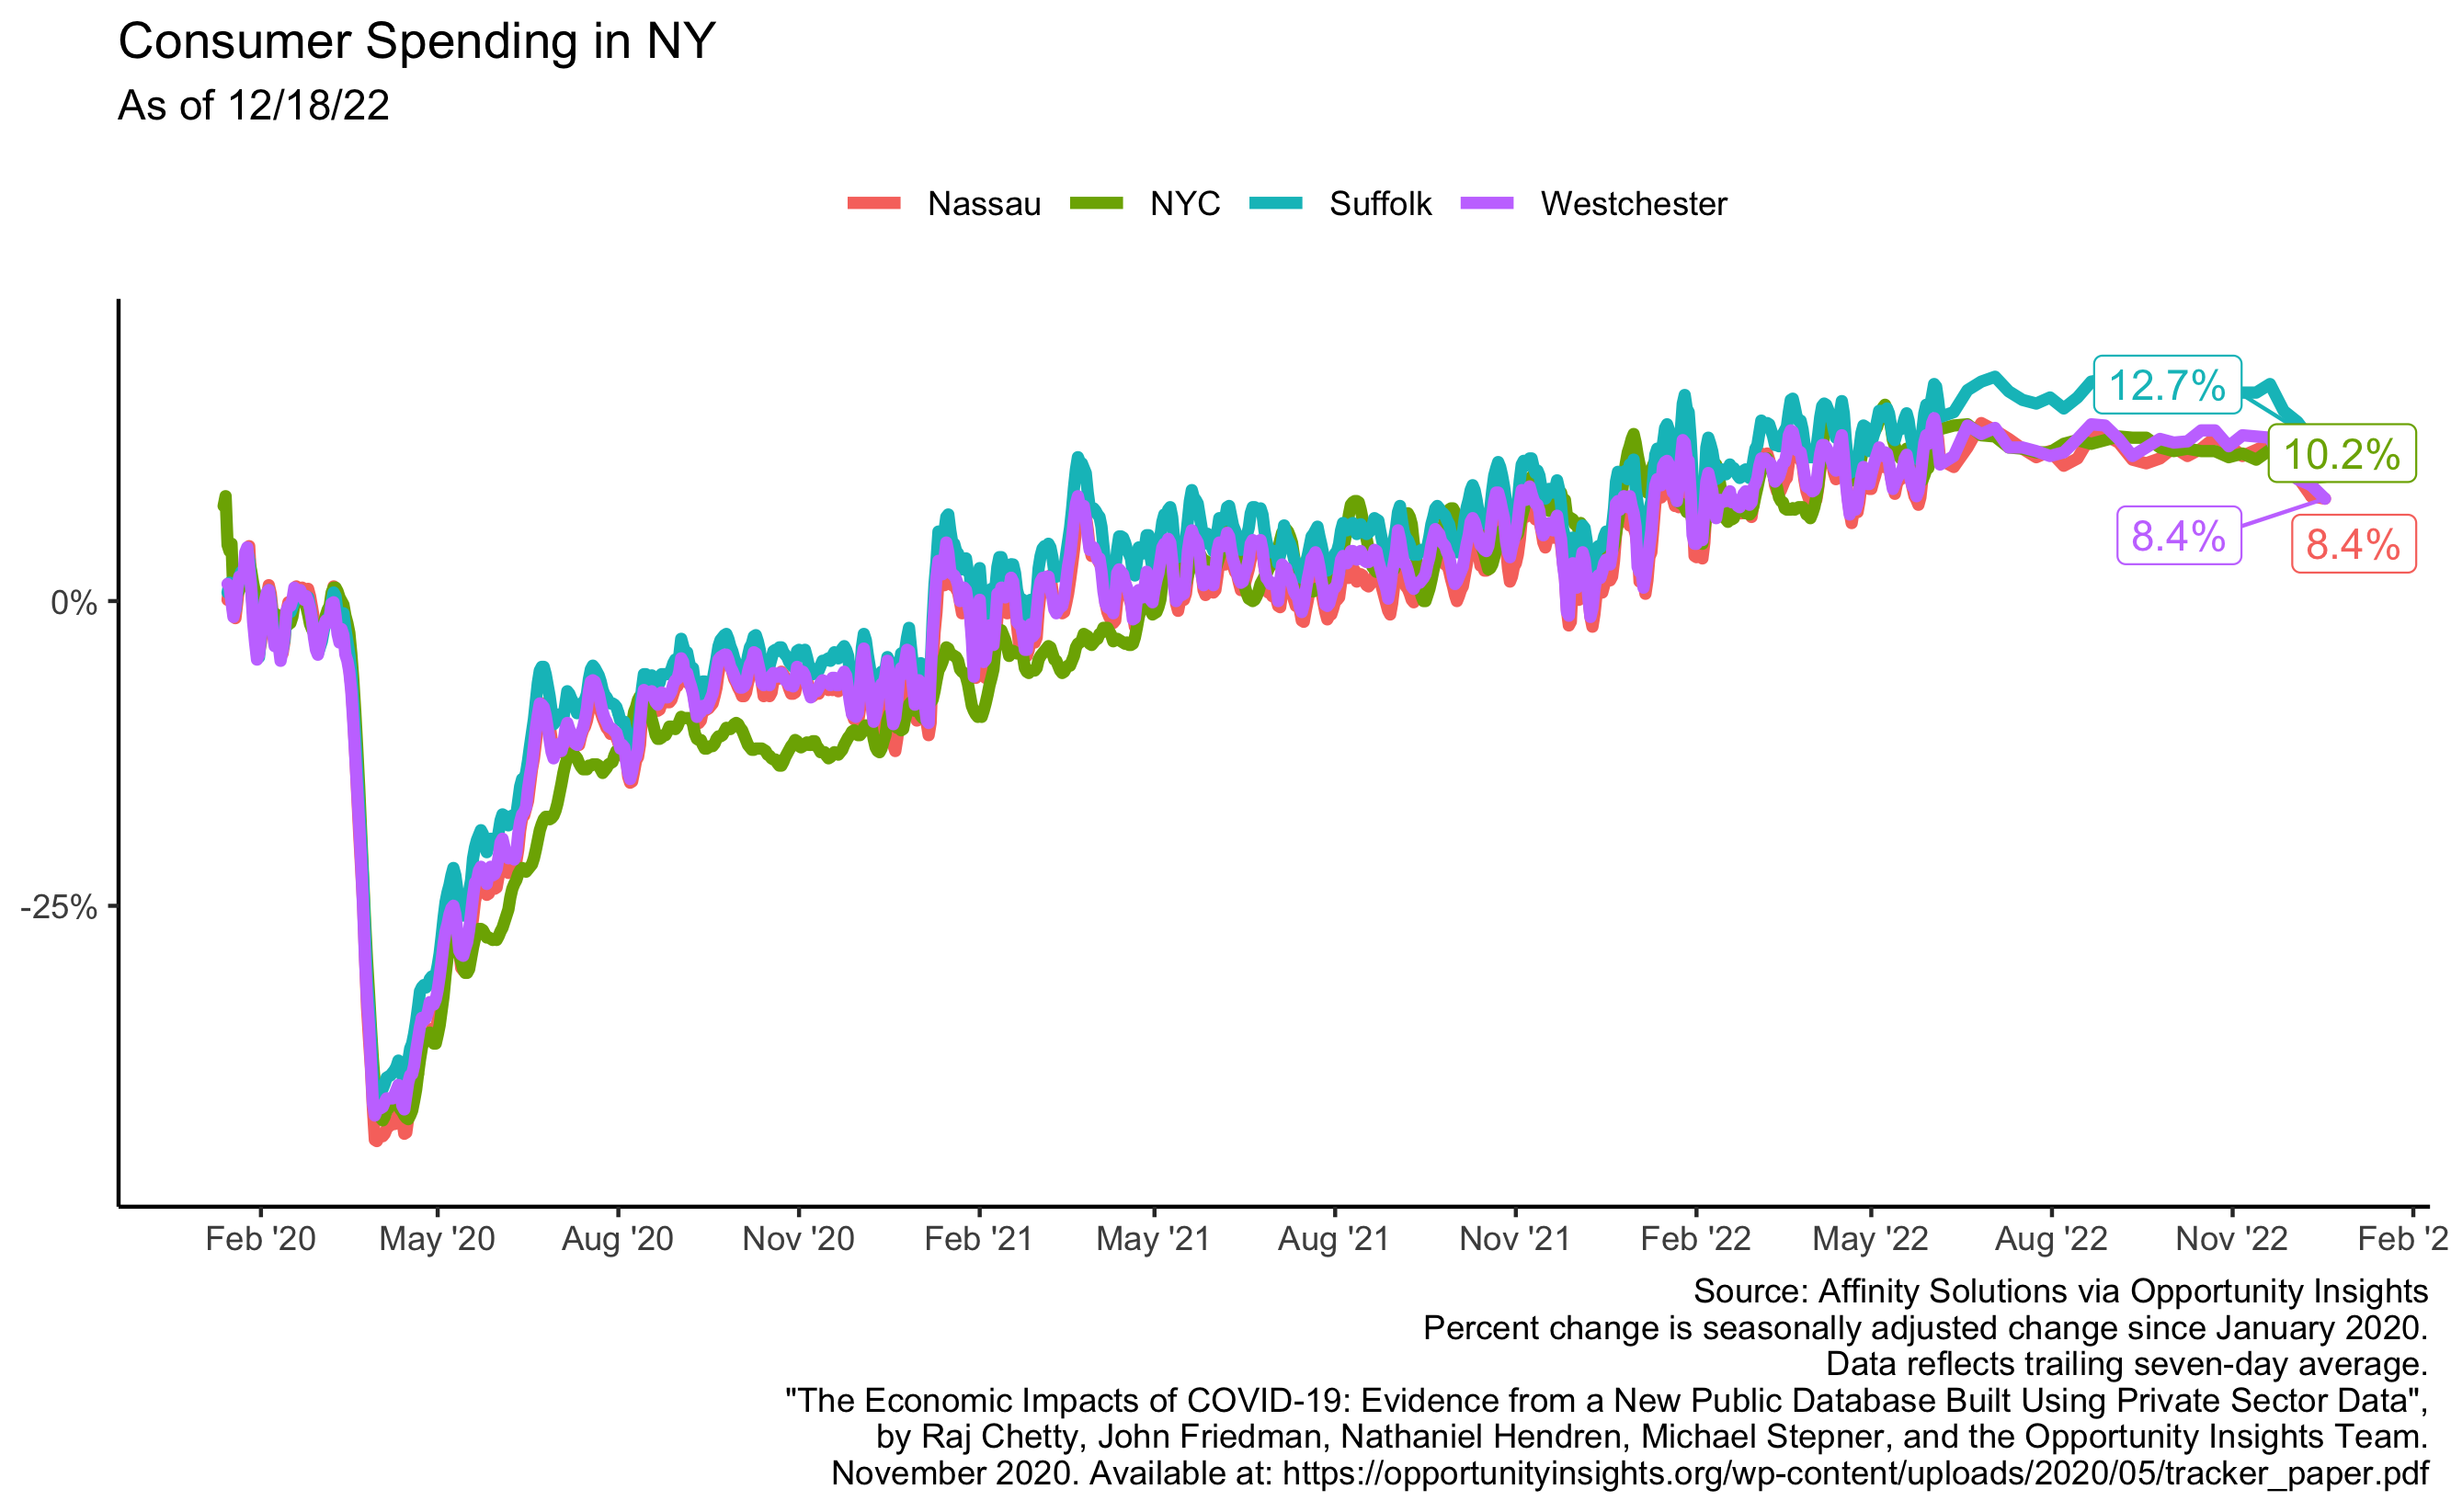 Consumer Spending in NY
As of 12/18/22
Nassau NYC Suffolk Westchester
12.7%
10.2%
8.4%
8.4%
0%
-25%
Feb '20 May '20 Aug '20 Nov '20 Feb '21 May '21 Aug '21 Nov '21 Feb '22 May '22 Aug '22 Nov '22 Feb '2
Source: Affinity Solutions via Opportunity Insights
Percent change is seasonally adjusted change since January 2020.
Data reflects trailing seven-day average.
"The Economic Impacts of COVID-19: Evidence from a New Public Database Built Using Private Sector Data",
by Raj Chetty, John Friedman, Nathaniel Hendren, Michael Stepner, and the Opportunity Insights Team.
November 2020. Available at: https://opportunityinsights.org/wp-content/uploads/2020/05/tracker_paper.pdf